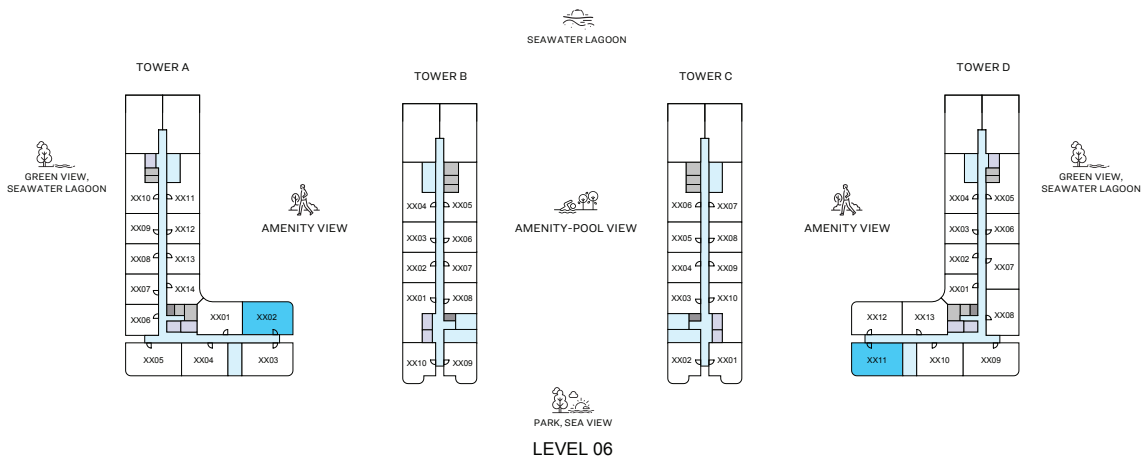 SEAWATER LAGOON
TOWER A
TOWER B
TOWER C
TOWER D
GREEN VIEW,
SEAWATER LAGOON
AMENITY VIEW
AMENITY-POOL VIEW
AMENITY VIEW
GREEN VIEW,
SEAWATER LAGOON
XX10 XX11
XX09 XX12
XX08 XX13
XX07 XX14
XX06 XX01 XX02
XX05 XX04 XX03
XX04 XX05
XX03 XX06
XX02 XX07
XX01 XX08
XX10 XX09
XX06 XX07
XX05 XX08
XX04 XX09
XX03 XX10
XX02 XX01
XX04 XX05
XX02 XX06
XX03 XX07
XX01
XX12 XX13 XX08
XX11 XX10 XX09
PARK, SEA VIEW
LEVEL 06